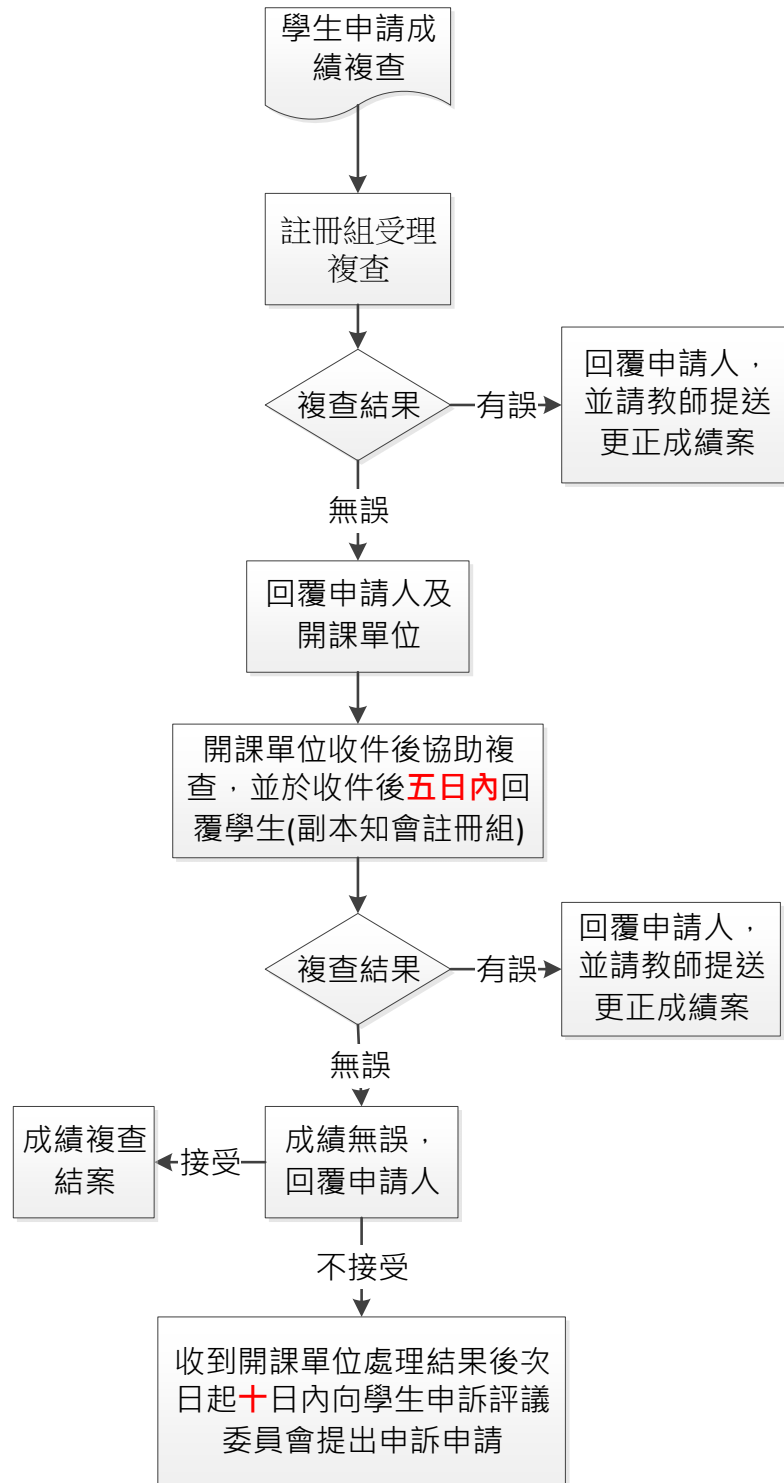 學生申請成
績複查
註冊組受理
複查
複查結果
有誤
回覆申請人，
並請教師提送
更正成績案
無誤
回覆申請人及
開課單位
開課單位收件後協助複
查，並於收件後五日內回
覆學生(副本知會註冊組)
複查結果
有誤
回覆申請人，
並請教師提送
更正成績案
無誤
成績無誤，
回覆申請人
接受
成績複查
結案
不接受
收到開課單位處理結果後次
日起十日內向學生申訴評議
委員會提出申訴申請